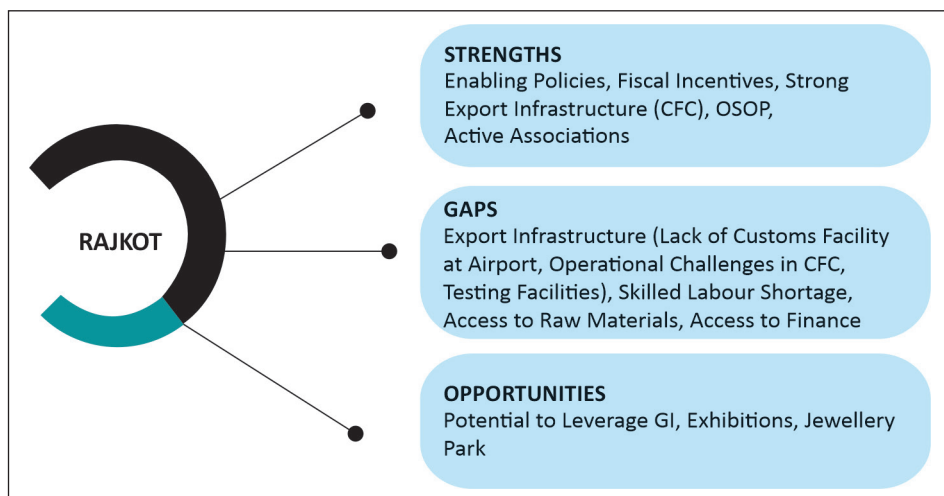 RAJKOT
STRENGTHS
Enabling Policies, Fiscal Incentives, Strong
Export Infrastructure (CFC), OSOP,
Active Associations
GAPS
Export Infrastructure (Lack of Customs Facility
at Airport, Operational Challenges in CFC,
Testing Facilities), Skilled Labour Shortage,
Access to Raw Materials, Access to Finance
OPPORTUNITIES
Potential to Leverage GI, Exhibitions, Jewellery
Park